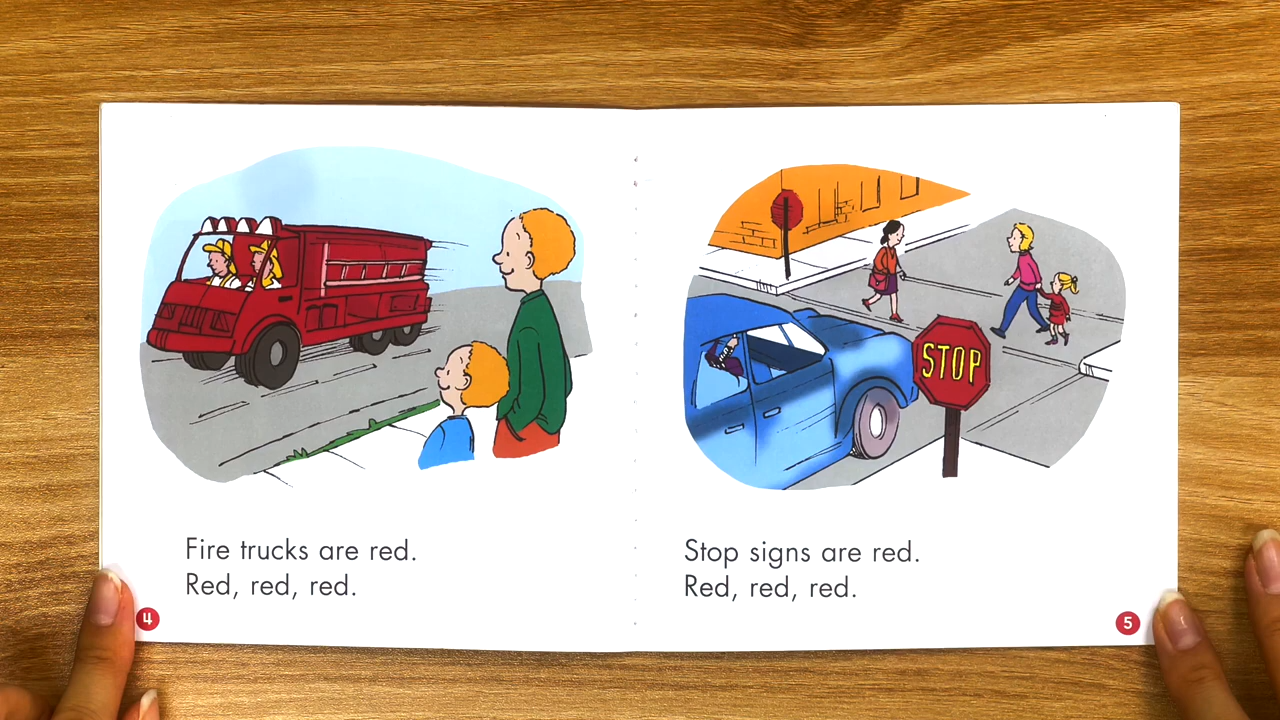 STOP
Fire trucks are red.
Red, red, red.
4
Stop signs are red.
Red, red, red.
5